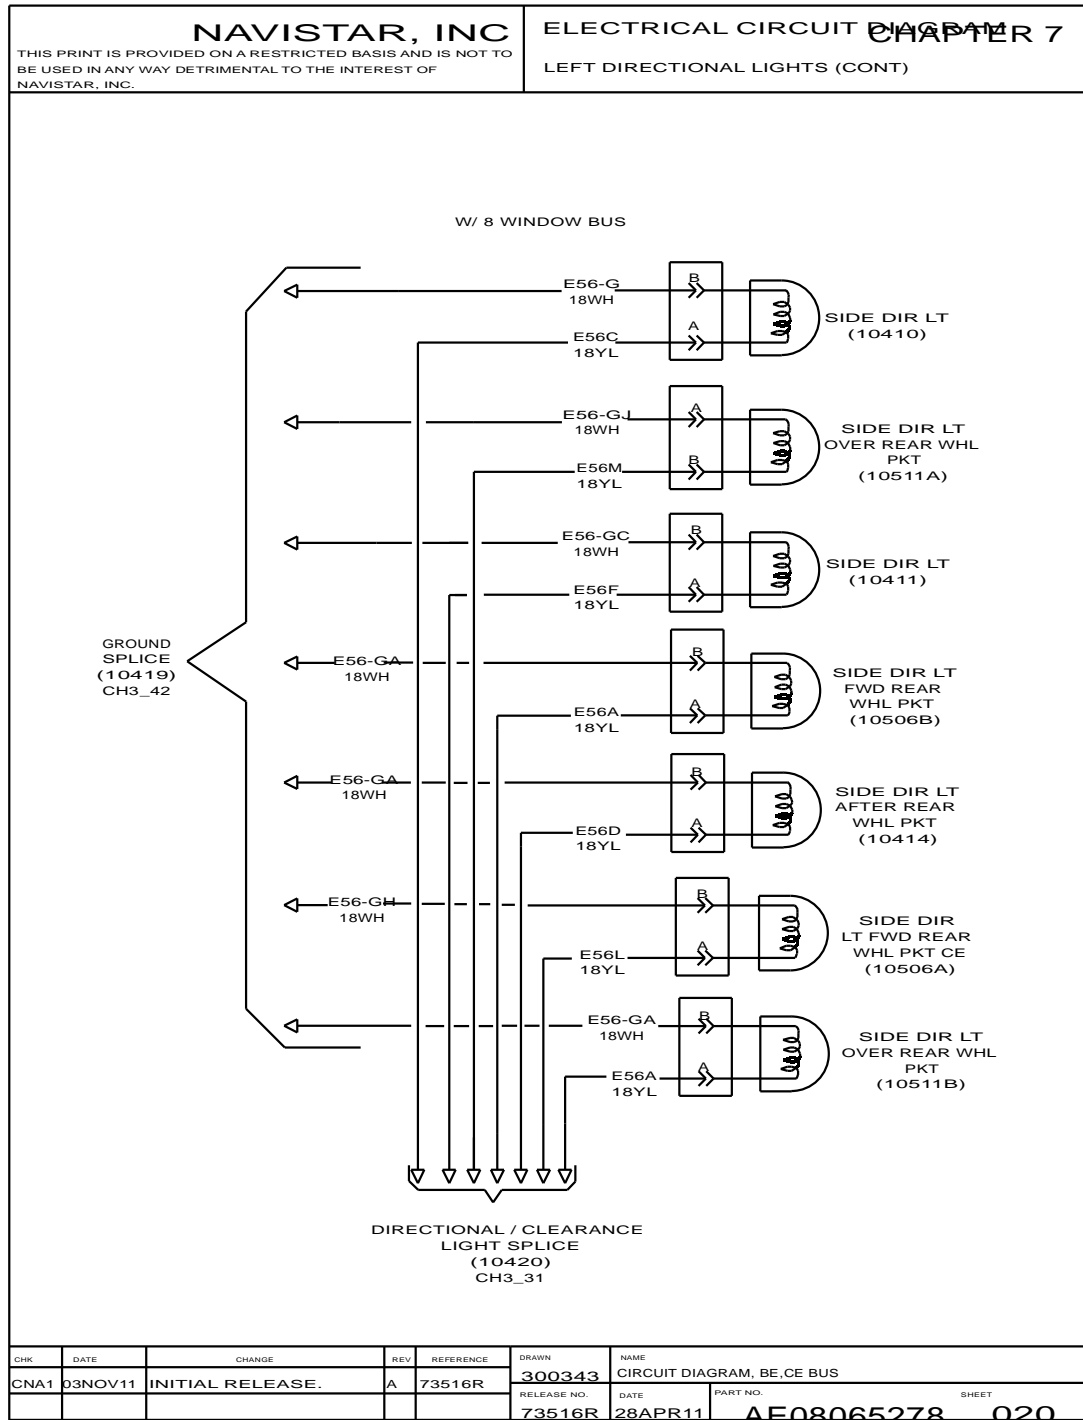 NAVISTAR, INC
THIS PRINT IS PROVIDED ON A RESTRICTED BASIS AND IS NOT TO
BE USED IN ANY WAY DETRIMENTAL TO THE INTEREST OF
NAVISTAR, INC.
ELECTRICAL CIRCUIT DIAGRAM
CHAPTER 7
LEFT DIRECTIONAL LIGHTS (CONT)
W/ 8 WINDOW BUS
E56-G
18WH
B
E56C
18YL
A
SIDE DIR LT
(10410)
E56-GJ
18WH
A
E56M
18YL
B
SIDE DIR LT
OVER REAR WHL
PKT
(10511A)
E56-GC
18WH
B
E56F
18YL
A
SIDE DIR LT
(10411)
GROUND
SPLICE
(10419)
CH3_42
E56-GA
18WH
B
E56A
18YL
A
SIDE DIR LT
FWD REAR
WHL PKT
(10506B)
E56-GA
18WH
B
E56D
18YL
A
SIDE DIR LT
AFTER REAR
WHL PKT
(10414)
E56-GH
18WH
B
E56L
18YL
A
SIDE DIR
LT FWD REAR
WHL PKT CE
(10506A)
E56-GA
18WH
B
E56A
18YL
A
SIDE DIR LT
OVER REAR WHL
PKT
(10511B)
DIRECTIONAL / CLEARANCE
LIGHT SPLICE
(10420)
CH3_31
CHK DATE CHANGE REV REFERENCE
CNA1 03NOV11 INITIAL RELEASE. A 73516R
DRAWN
300343
NAME
CIRCUIT DIAGRAM, BE,CE BUS
RELEASE NO.
73516R
DATE
28APR11
PART NO.
AE08065278
SHEET
020